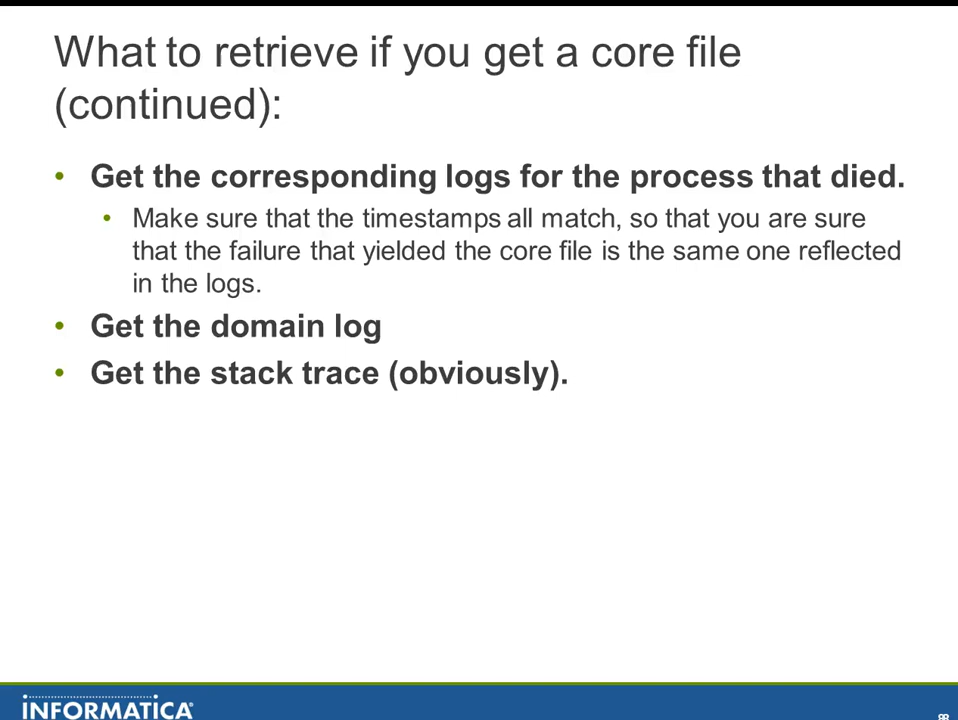 What to retrieve if you get a core file
(continued):
• Get the corresponding logs for the process that died.
• Make sure that the timestamps all match, so that you are sure
that the failure that yielded the core file is the same one reflected
in the logs.
• Get the domain log
• Get the stack trace (obviously).
INFORMATICA